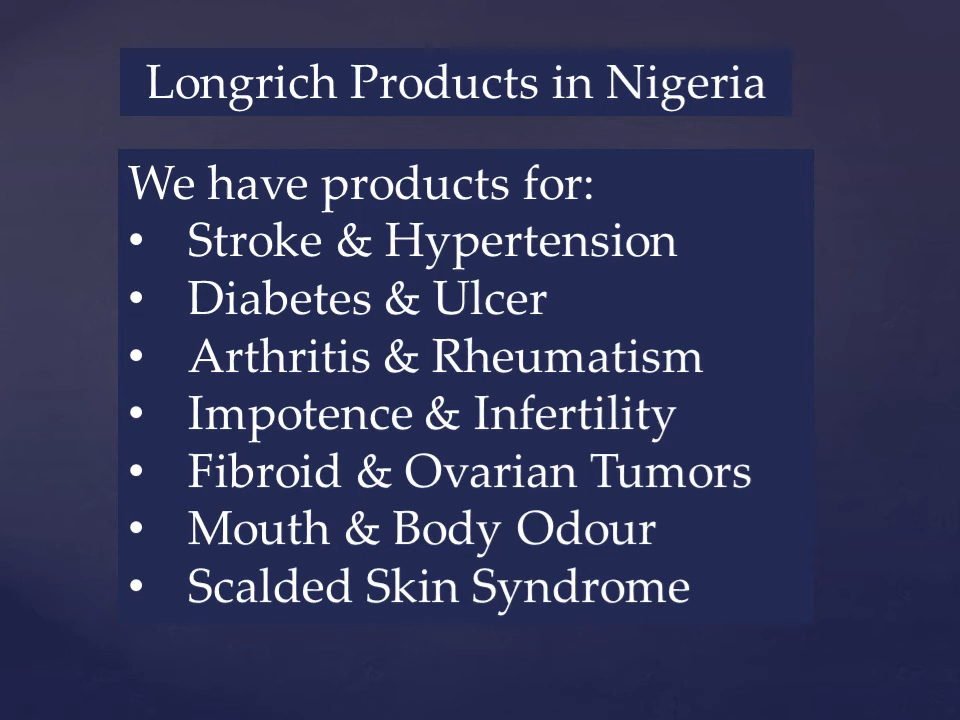 Longrich Products in Nigeria
We have products for:
• Stroke & Hypertension
• Diabetes & Ulcer
• Arthritis & Rheumatism
• Impotence & Infertility
• Fibroid & Ovarian Tumors
• Mouth & Body Odour
• Scalded Skin Syndrome